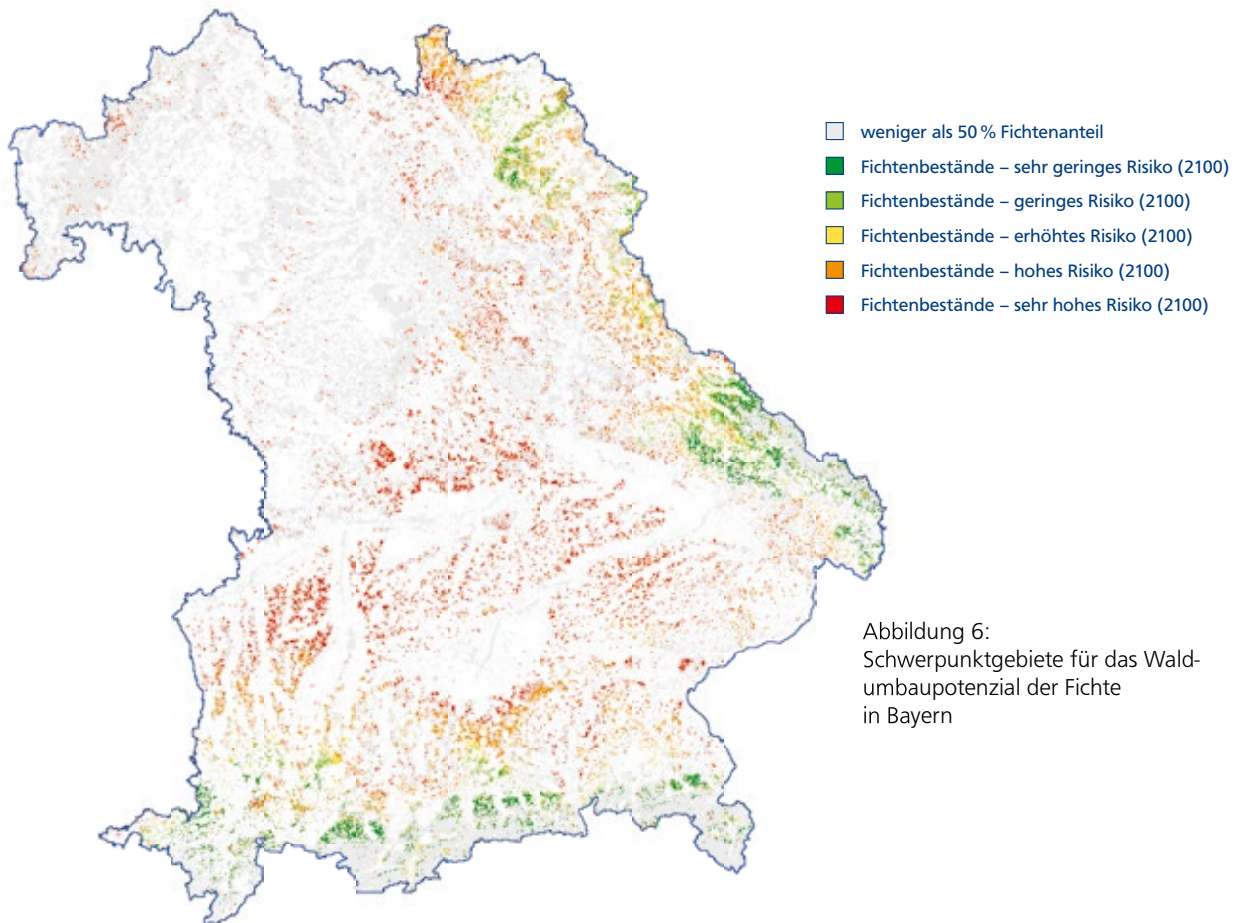 weniger als 50 % Fichtenanteil
Fichtenbestände – sehr geringes Risiko (2100)
Fichtenbestände – geringes Risiko (2100)
Fichtenbestände – erhöhtes Risiko (2100)
Fichtenbestände – hohes Risiko (2100)
Fichtenbestände – sehr hohes Risiko (2100)
Abbildung 6:
Schwerpunktgebiete für das Wald-
umbaupotenzial der Fichte
in Bayern